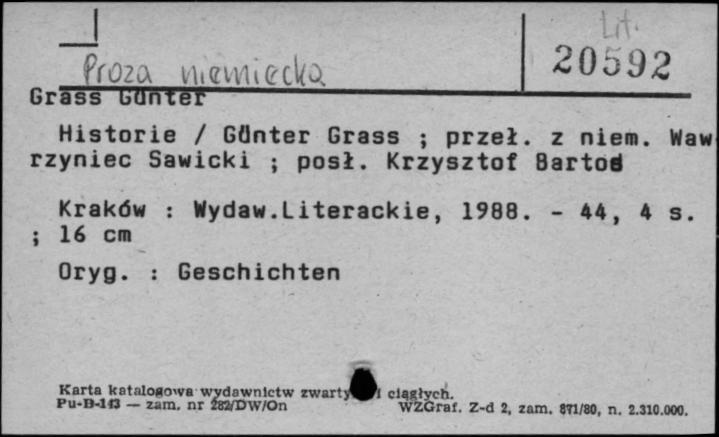 Lit.
20592
Proza niemiecka
Grass Günter
Historie / Günter Grass ; przeł. z niem. Waw
rzyniec Sawicki ; posł. Krzysztof Bartos
Kraków : Wydaw.Literackie, 1988. - 44, 4 s.
; 16 cm
Oryg. : Geschichten
Karta katalogowa wydawnictw i ciągłych.
Pu-B-143 — zam. nr 282/DW/On WZGraf. Z-d 2, zam. 871/80, n. 2.310.000.